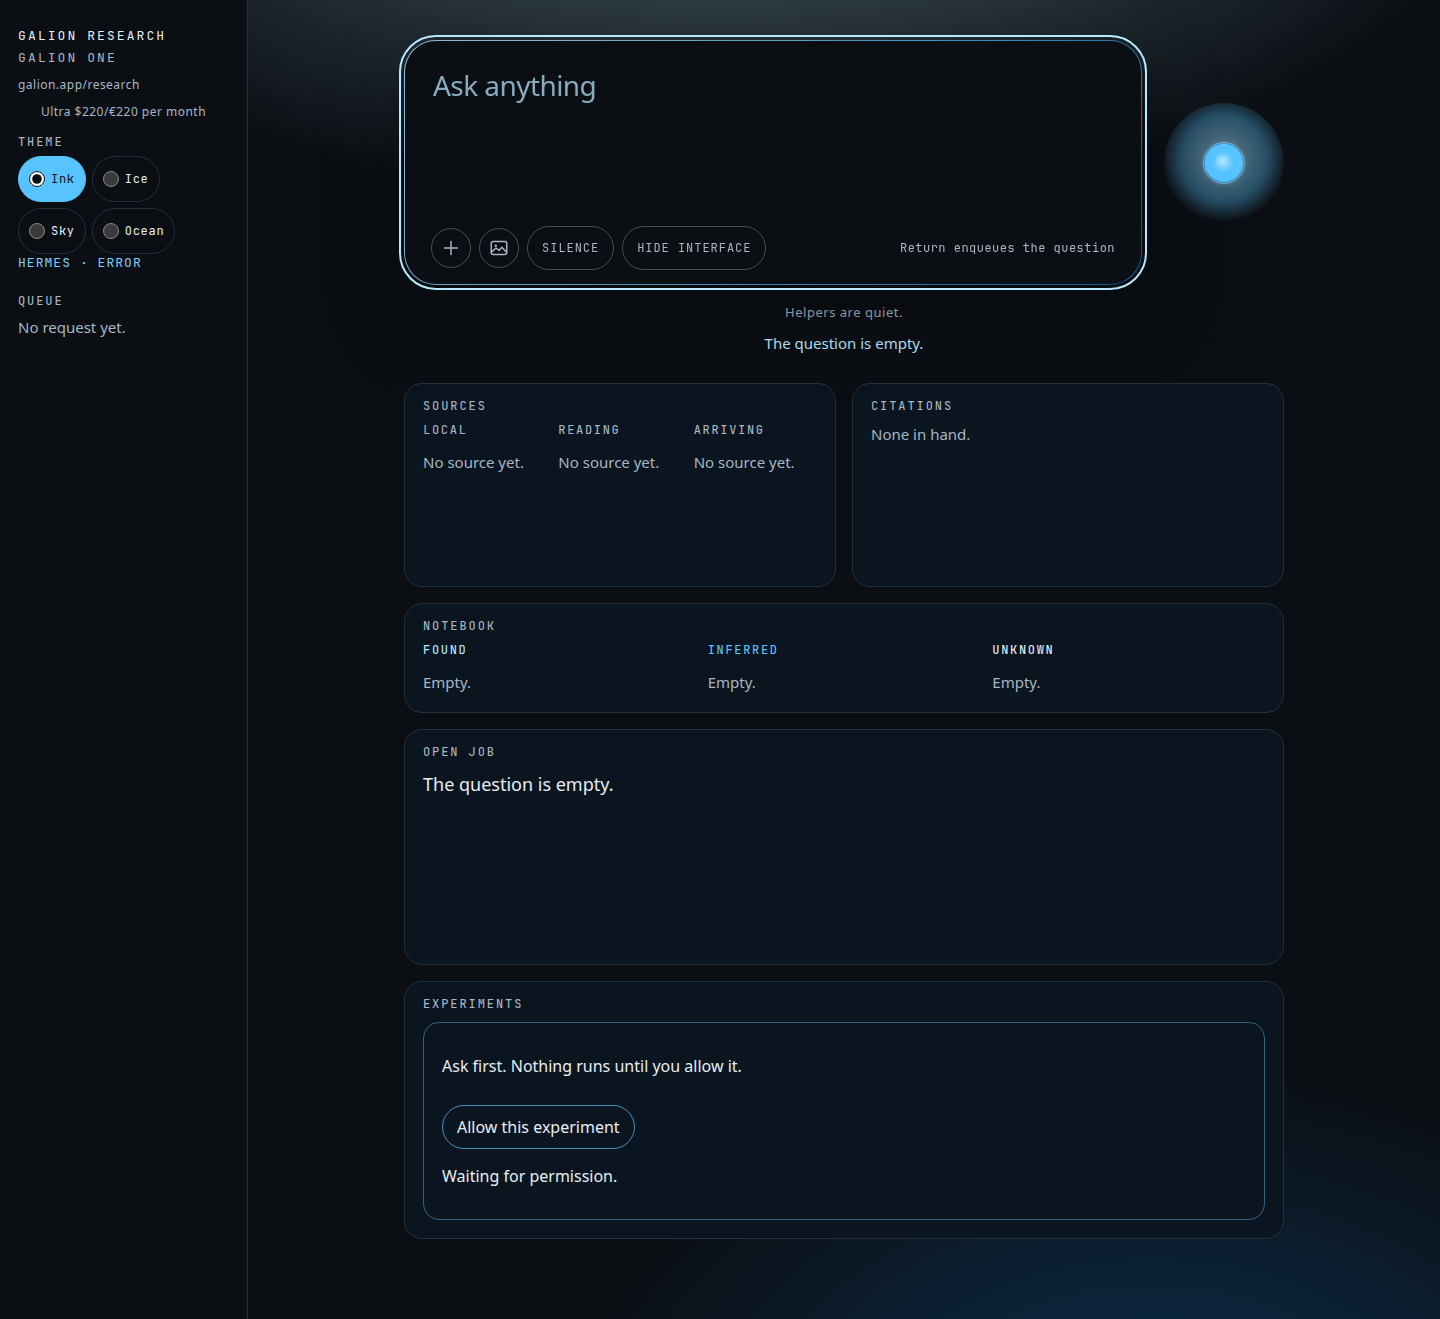 GALION RESEARCH
GALION ONE
galion.app/research
Ultra $220/€220 per month
THEME
Ink Ice
Sky Ocean
HERMES · ERROR
QUEUE
No request yet.
Ask anything
SILENCE HIDE INTERFACE Return enqueues the question
Helpers are quiet.
The question is empty.
SOURCES
LOCAL READING ARRIVING
No source yet. No source yet. No source yet.
CITATIONS
None in hand.
NOTEBOOK
FOUND INFERRED UNKNOWN
Empty. Empty. Empty.
OPEN JOB
The question is empty.
EXPERIMENTS
Ask first. Nothing runs until you allow it.
Allow this experiment
Waiting for permission.